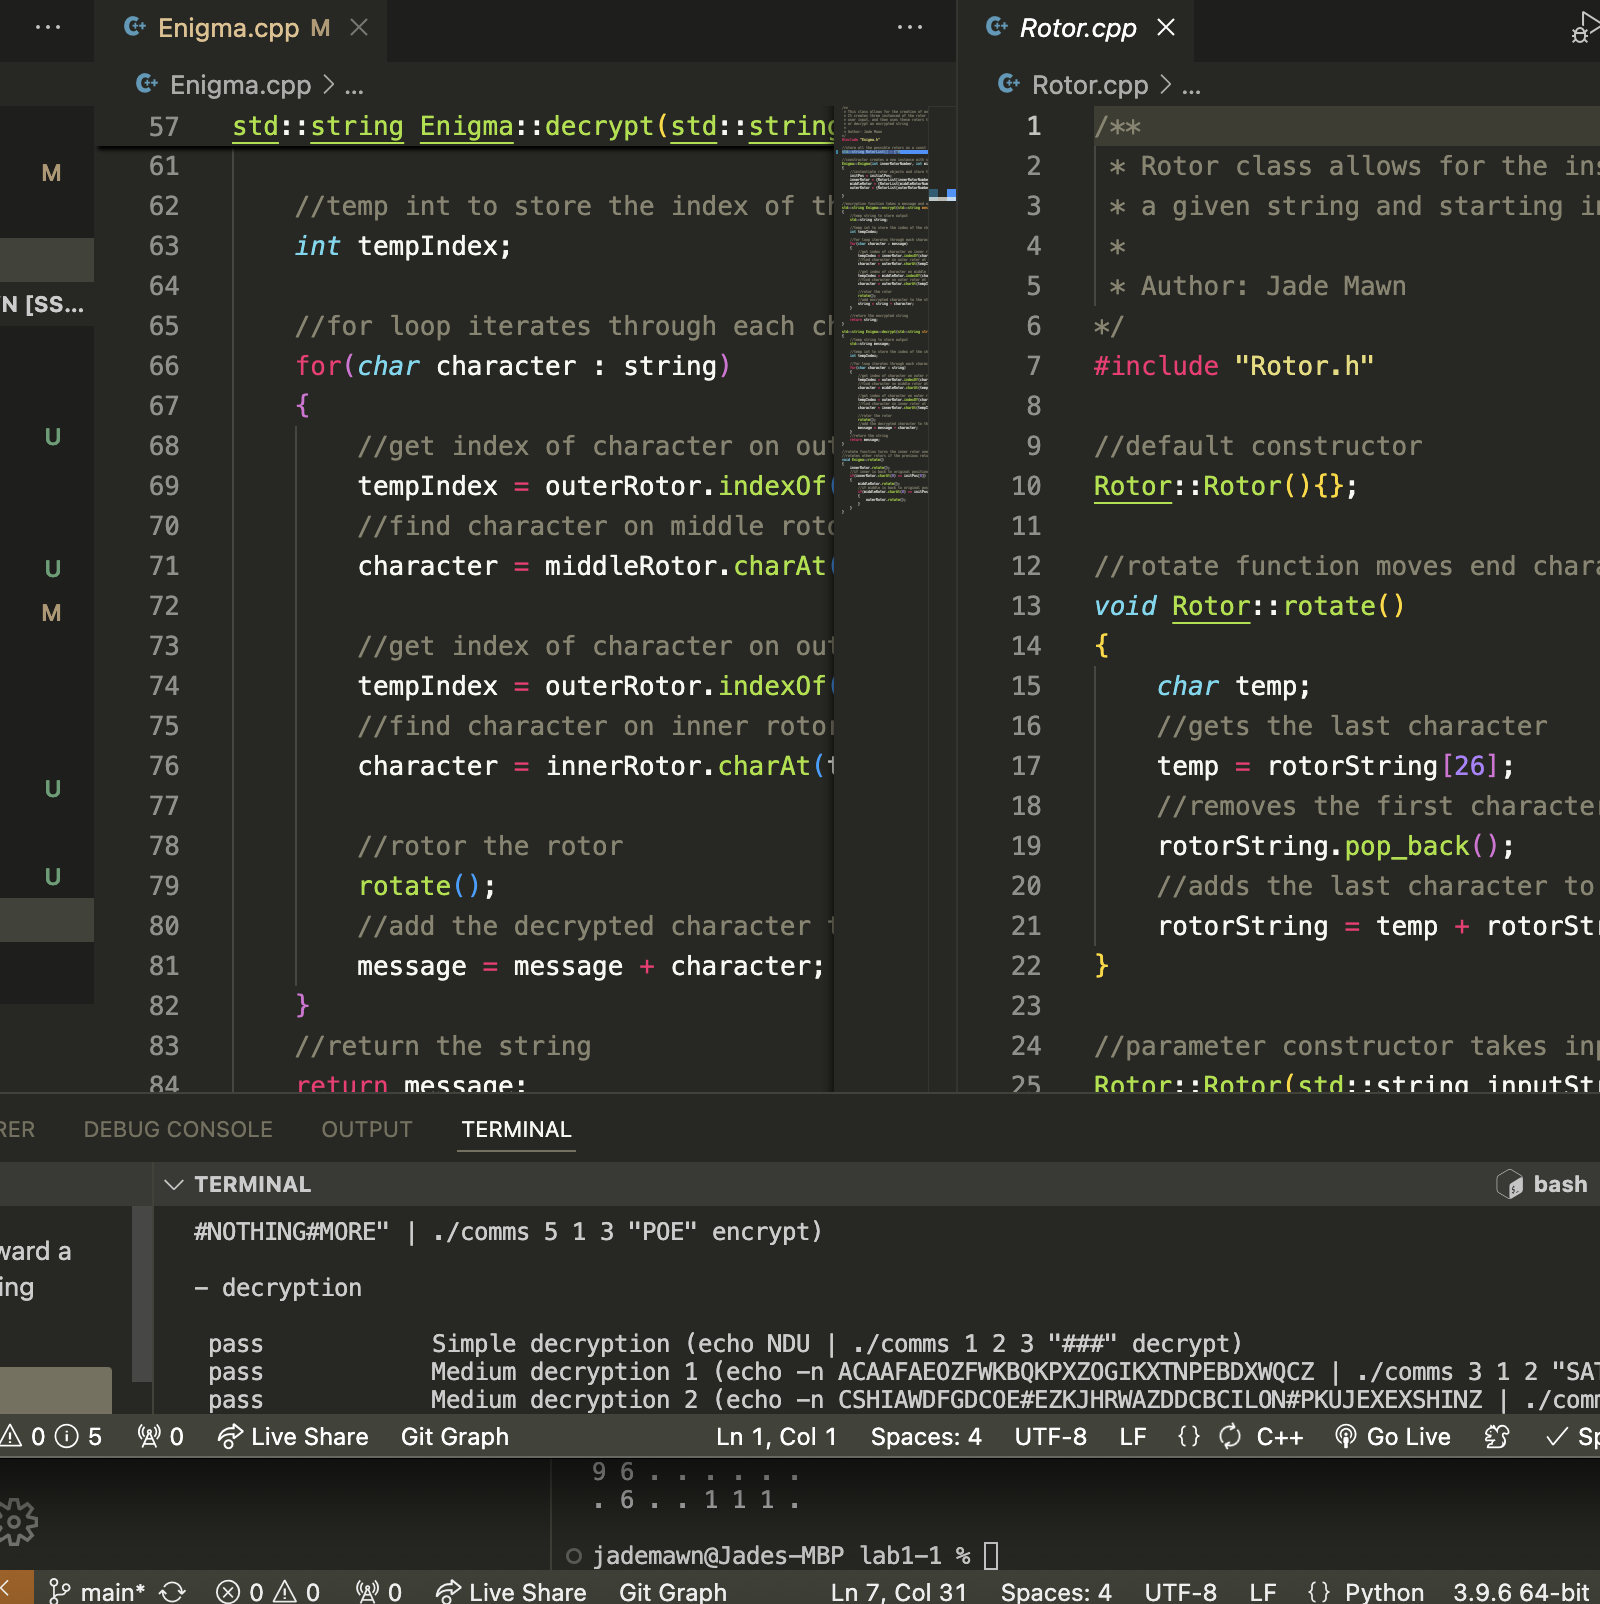 Enigma.cpp M
Rotor.cpp
Enigma.cpp > ...
Rotor.cpp > ...
M
N [SS...
U
U
M
U
U
57 std::string Enigma::decrypt(std::string
61
62 //temp int to store the index of th
63 int tempIndex;
64
65 //for loop iterates through each ch
66 for(char character : string)
67 {
68 //get index of character on out
69 tempIndex = outerRotor.indexOf(
70 //find character on middle roto
71 character = middleRotor.charAt(
72
73 //get index of character on out
74 tempIndex = outerRotor.indexOf(
75 //find character on inner rotor
76 character = innerRotor.charAt(t
77
78 //rotor the rotor
79 rotate();
80 //add the decrypted character t
81 message = message + character;
82 }
83 //return the string
84 return message;
1 /**
2 * Rotor class allows for the ins
3 * a given string and starting in
4 *
5 * Author: Jade Mawn
6 */
7 #include "Rotor.h"
8
9 //default constructor
10 Rotor::Rotor(){};
11
12 //rotate function moves end chara
13 void Rotor::rotate()
14 {
15 char temp;
16 //gets the last character
17 temp = rotorString[26];
18 //removes the first character
19 rotorString.pop_back();
20 //adds the last character to
21 rotorString = temp + rotorStr
22 }
23
24 //parameter constructor takes inp
25 Rotor::Rotor(std::string inputStr
RER DEBUG CONSOLE OUTPUT TERMINAL
TERMINAL bash
ward a
ing
#NOTHING#MORE" | ./comms 5 1 3 "POE" encrypt)
- decryption
pass Simple decryption (echo NDU | ./comms 1 2 3 "###" decrypt)
pass Medium decryption 1 (echo -n ACAAFAEOZFWKBQKPXZOGIKXTNPEBDXWQCZ | ./comms 3 1 2 "SAT
pass Medium decryption 2 (echo -n CSHIAWDFGDCOE#EZKJHRWAZDDCBCILON#PKUJEXEXSHINZ | ./comm
0 5 0 Live Share Git Graph Ln 1, Col 1 Spaces: 4 UTF-8 LF {} C++ Go Live Sp
9 6 . . . . . .
. 6 . . 1 1 1 .
jademawn@Jades-MBP lab1-1 %
main* 0 0 0 Live Share Git Graph Ln 7, Col 31 Spaces: 4 UTF-8 LF {} Python 3.9.6 64-bit